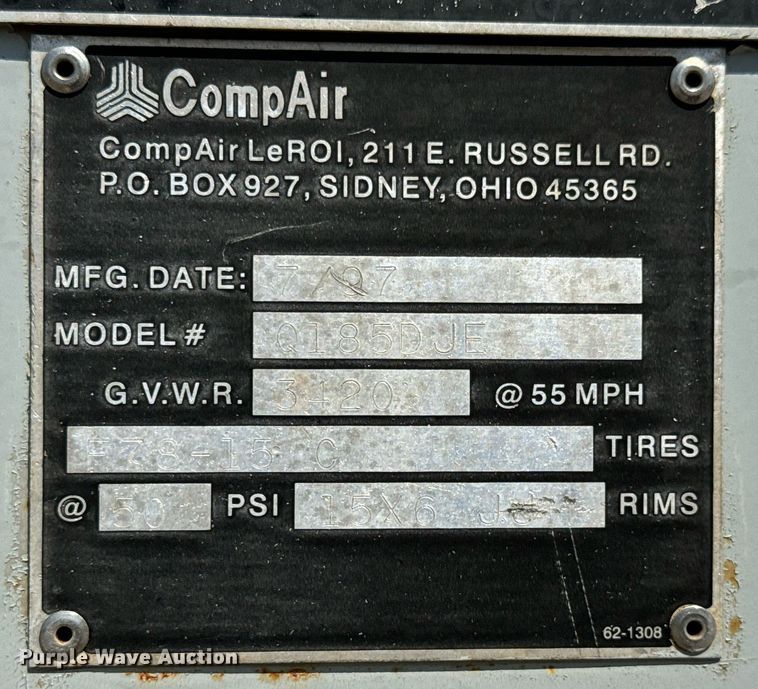 CompAir
CompAir LeROI, 211 E. RUSSELL RD.
P.O. BOX 927, SIDNEY, OHIO 45365
MFG. DATE: 7/97
MODEL # Q185DJE
G.V.W.R. 3420 @ 55 MPH
F78-15 C TIRES
@ 50 PSI 15X6 JJ RIMS
62-1308
Purple Wave Auction